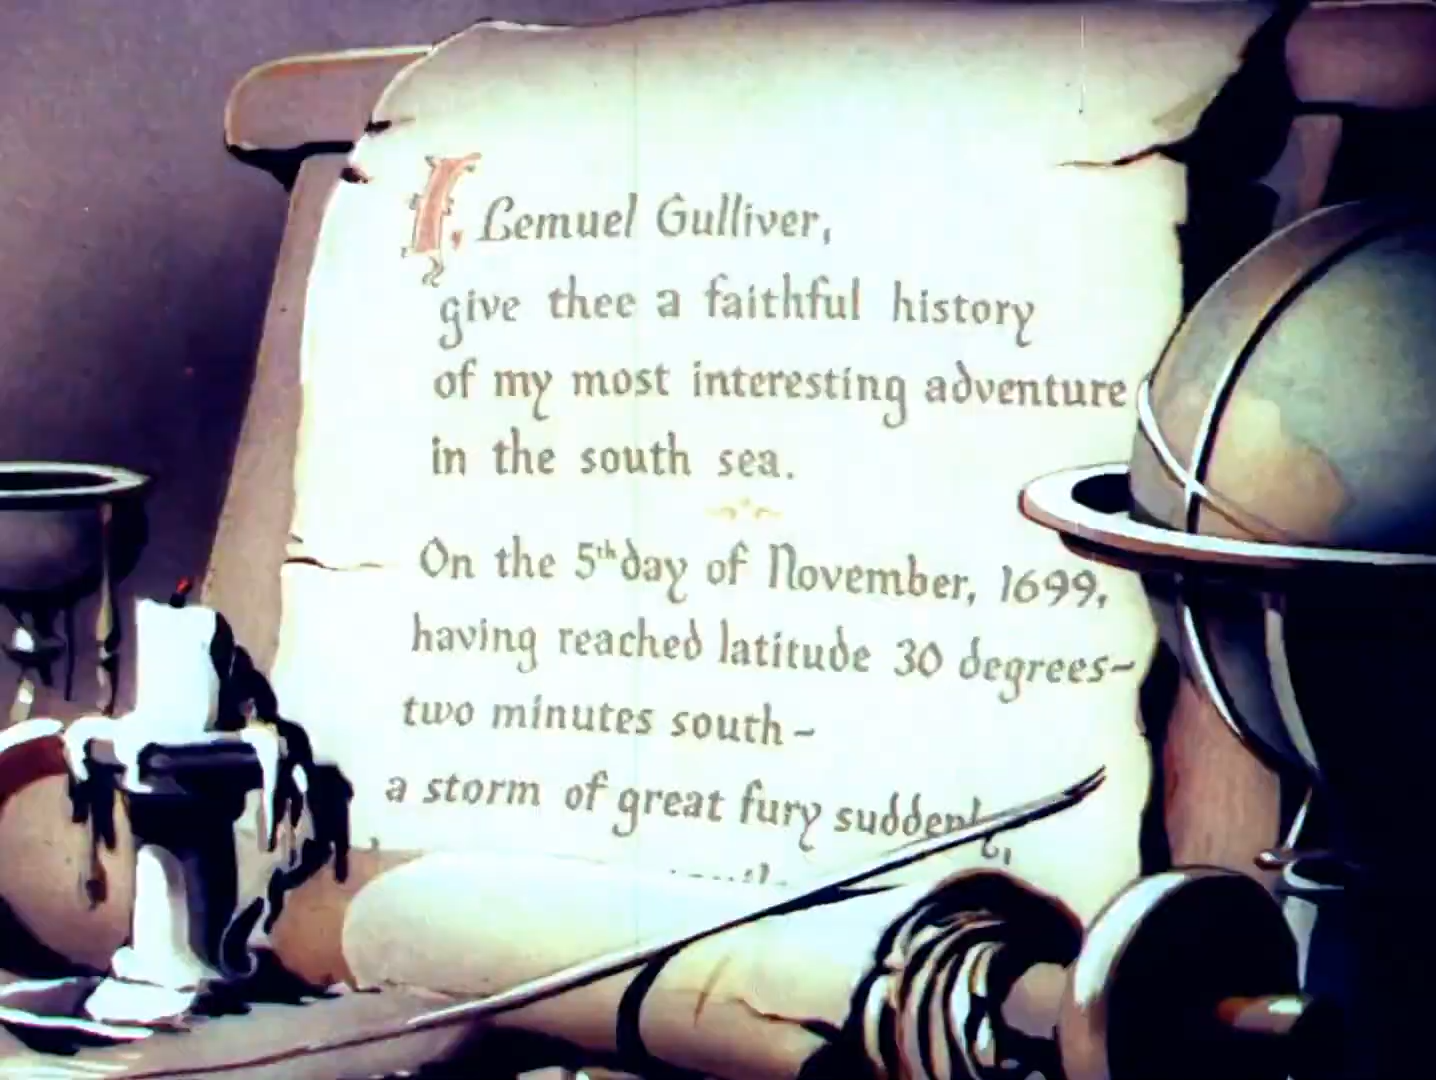 I, Lemuel Gulliver,
give thee a faithful history
of my most interesting adventure
in the south sea.
On the 5th day of November, 1699,
having reached latitude 30 degrees~
two minutes south~
a storm of great fury suddenly